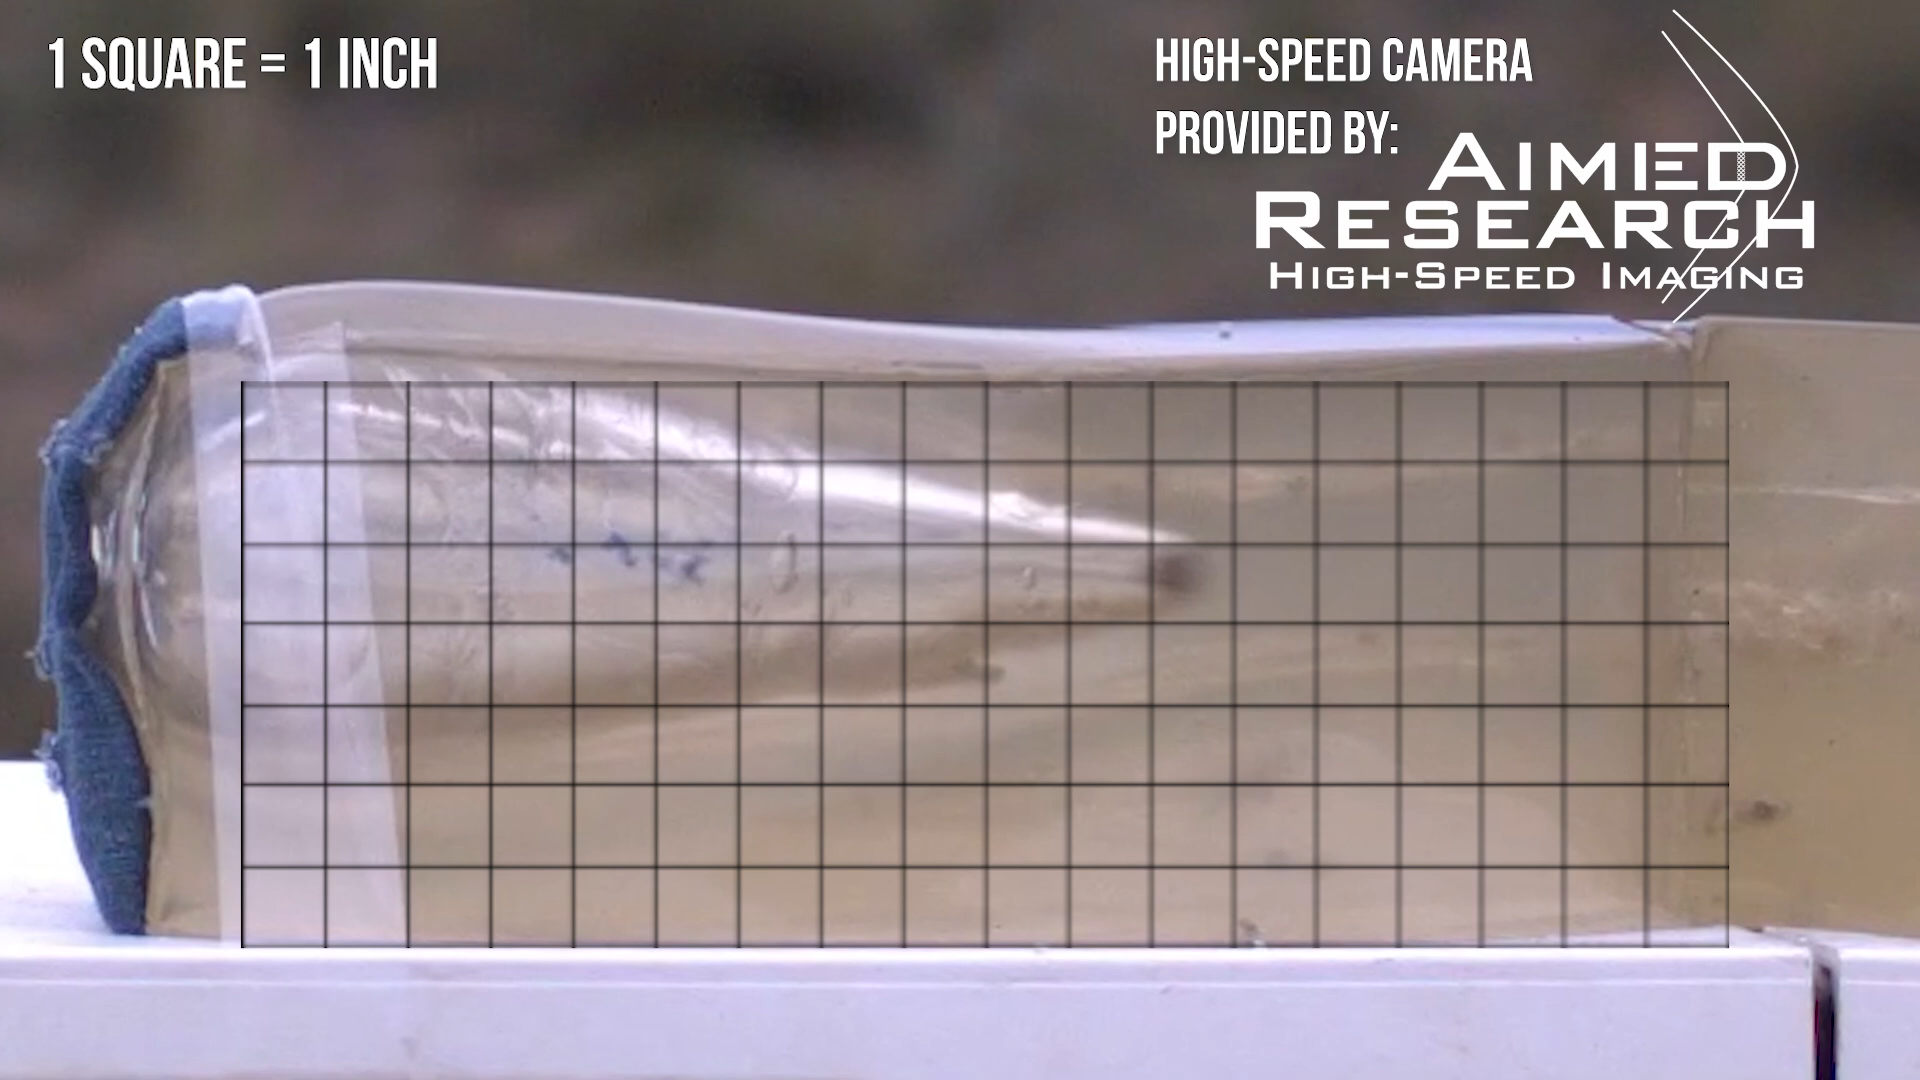 1 SQUARE = 1 INCH
HIGH-SPEED CAMERA
PROVIDED BY:
AIMED
RESEARCH
HIGH-SPEED IMAGING